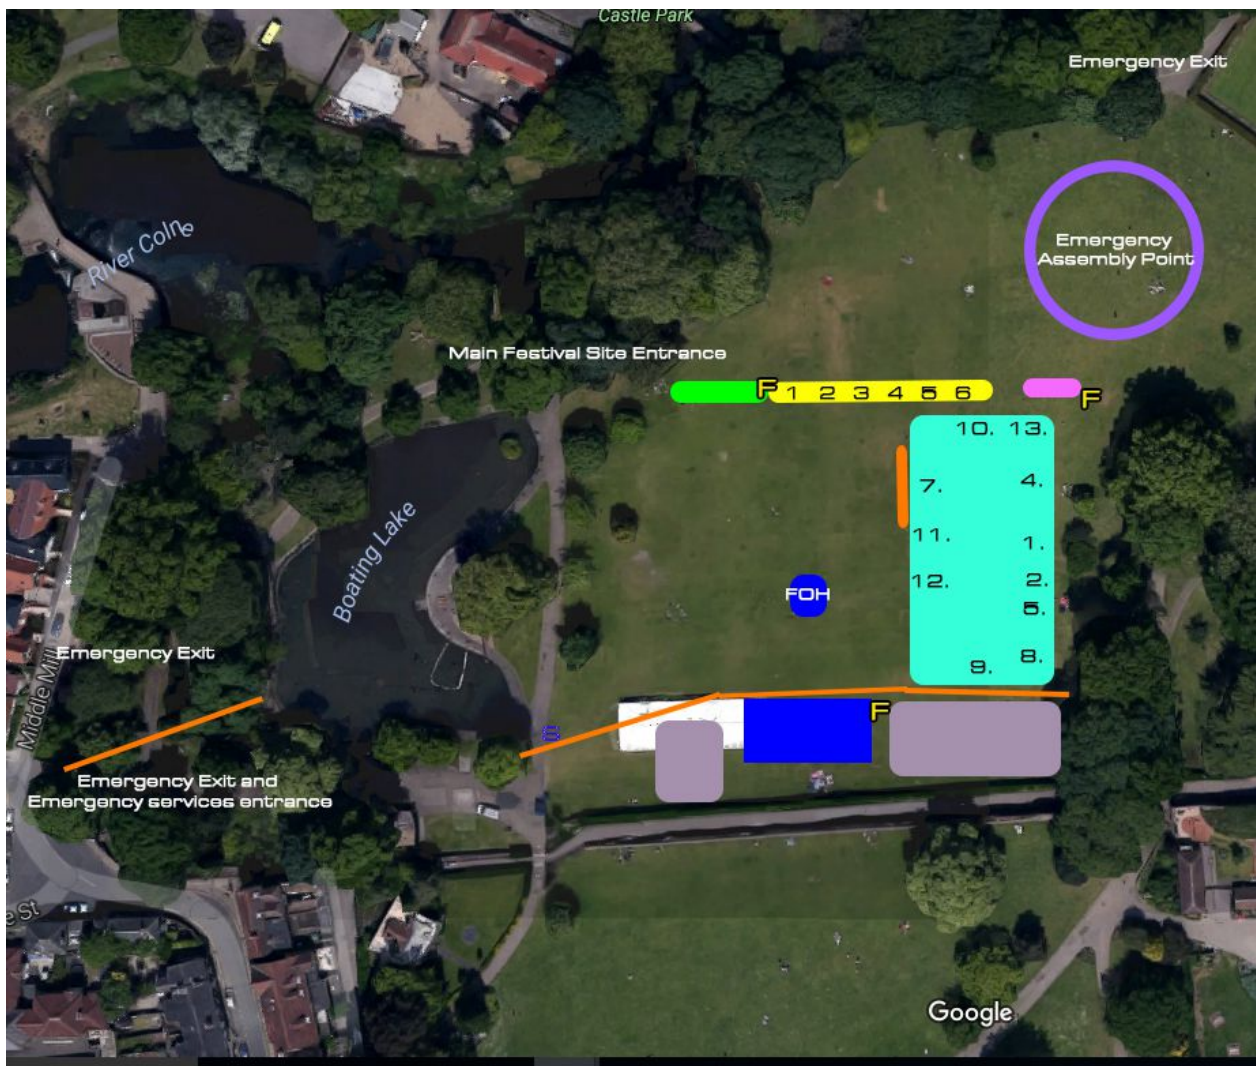 Castle Park
Emergency Exit
River Colne
Emergency
Assembly Point
Main Festival Site Entrance
F
1 2 3 4 5 6
F
10. 13.
7.
4.
11.
1.
12.
2.
5.
9.
8.
FOH
Boating Lake
Emergency Exit
Middle Mill
B
F
Emergency Exit and
Emergency services entrance
e St
Google